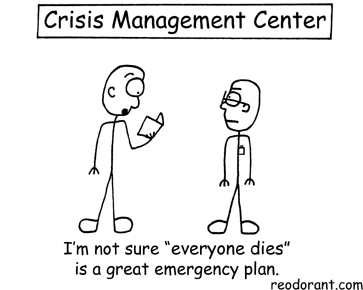 Crisis Management Center
I'm not sure "everyone dies"
is a great emergency plan.
reodorant.com